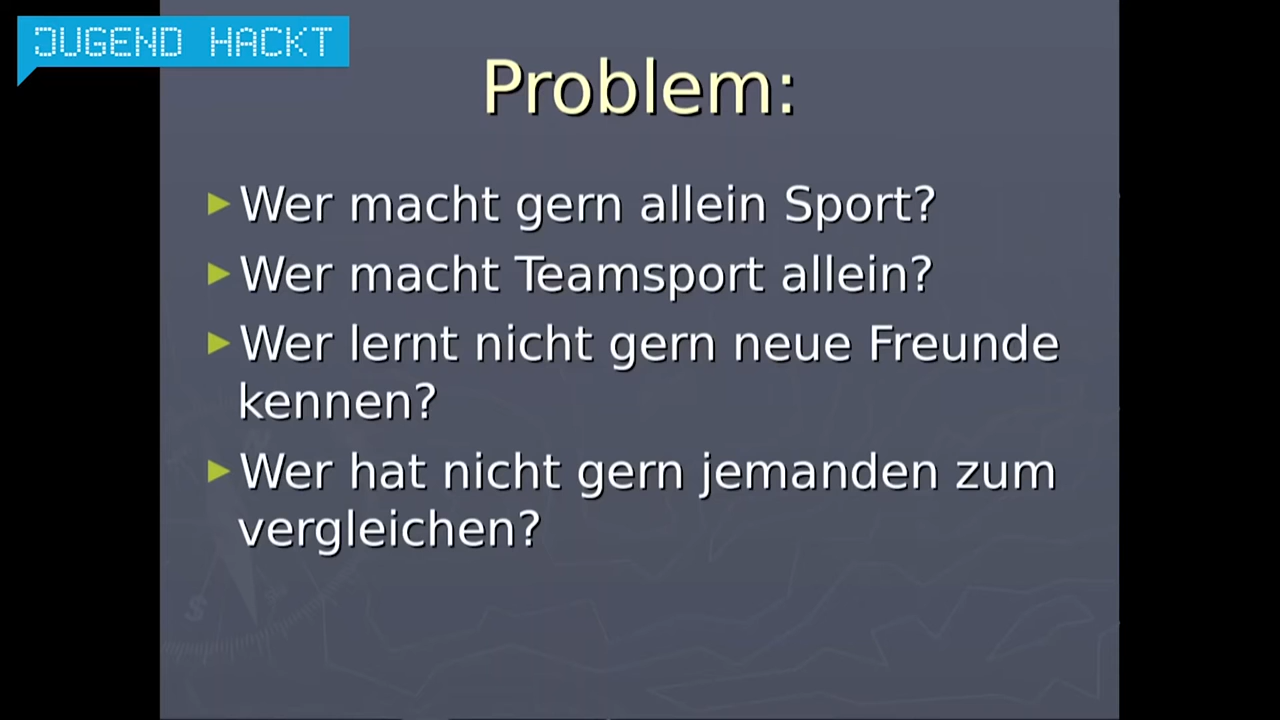 JUGEND HACKT
Problem:
Wer macht gern allein Sport?
Wer macht Teamsport allein?
Wer lernt nicht gern neue Freunde
kennen?
Wer hat nicht gern jemanden zum
vergleichen?